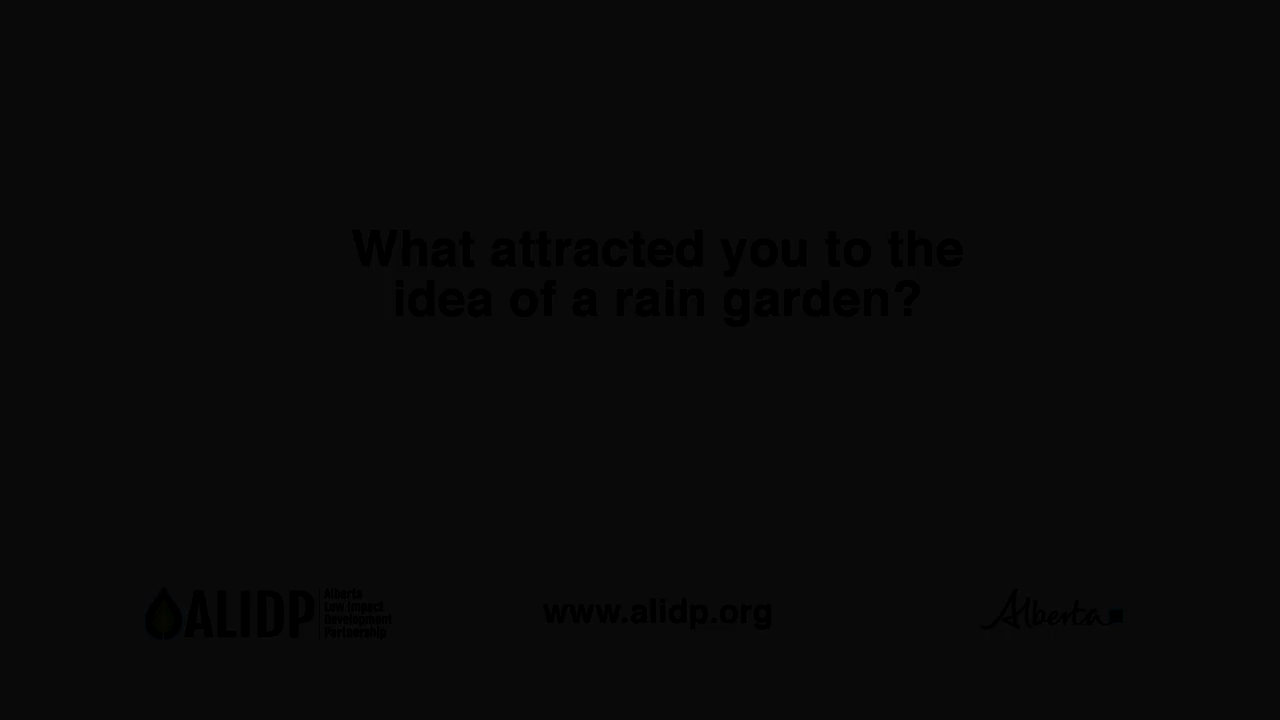 What attracted you to the
idea of a rain garden?
ALIDP
Alberta
Low Impact
Development
Partnership
www.alidp.org
Alberta